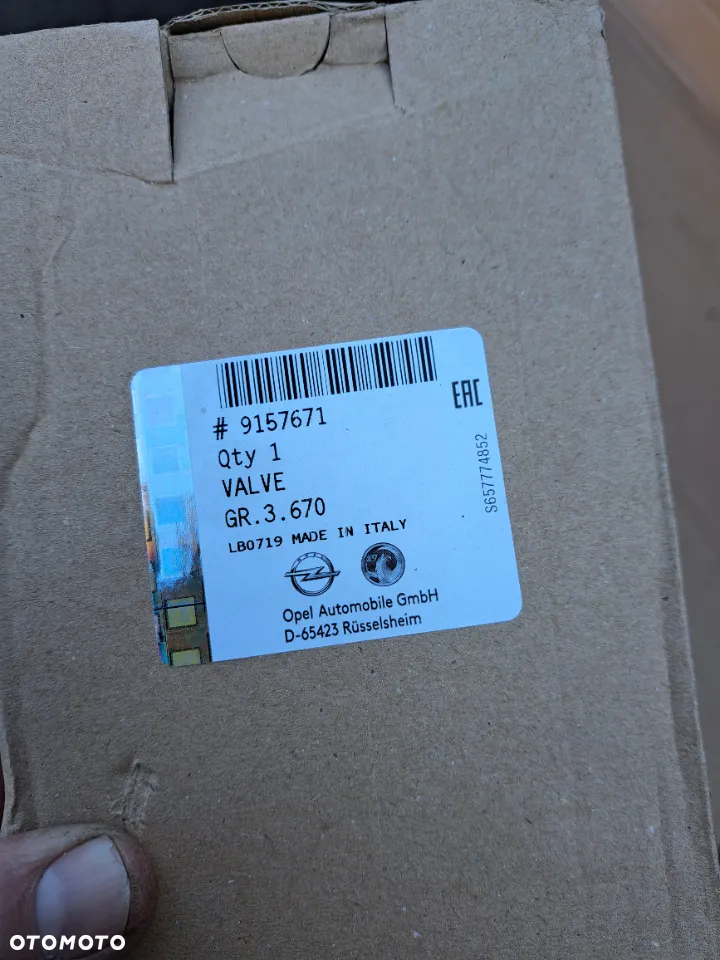 # 9157671
EAC
Qty 1
VALVE
GR.3.670
LB0719 MADE IN ITALY
S657774852
Opel Automobile GmbH
D-65423 Rüsselsheim
OTOMOTO